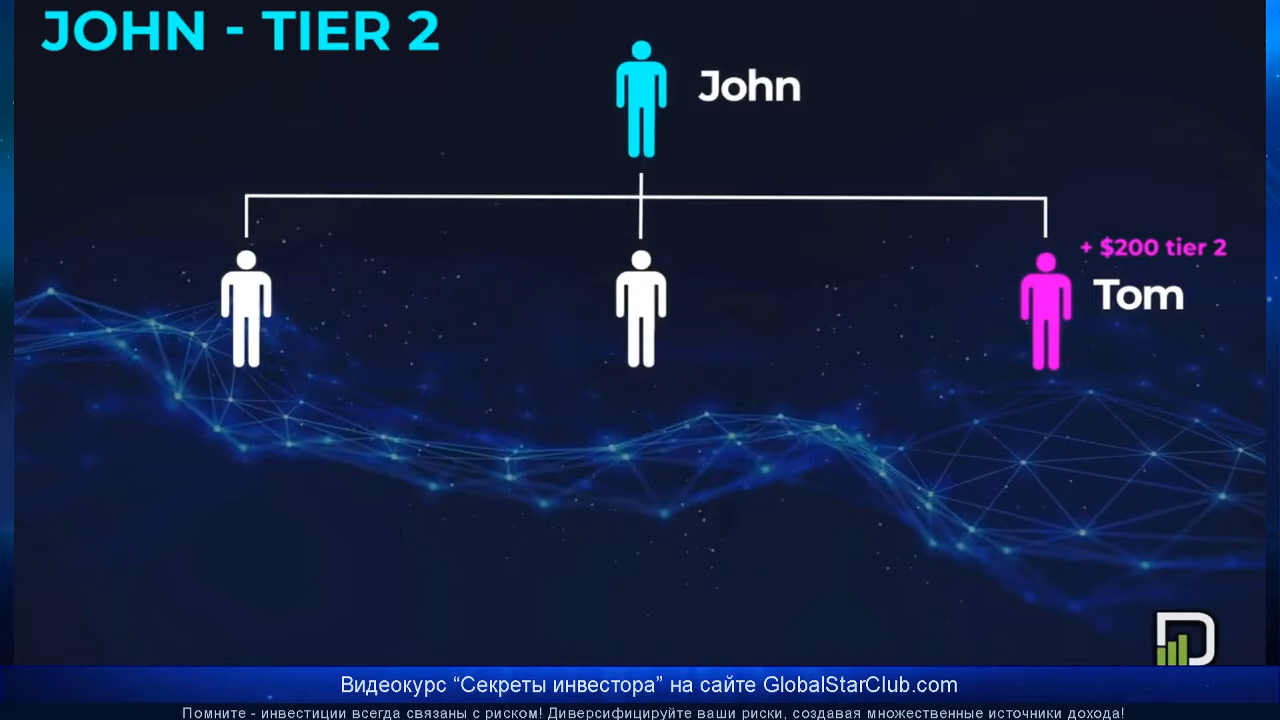 JOHN - TIER 2
John
+ $200 tier 2
Tom
Видеокурс “Секреты инвестора” на сайте GlobalStarClub.com
Помните - инвестиции всегда связаны с риском! Диверсифицируйте ваши риски, создавая множественные источники дохода!